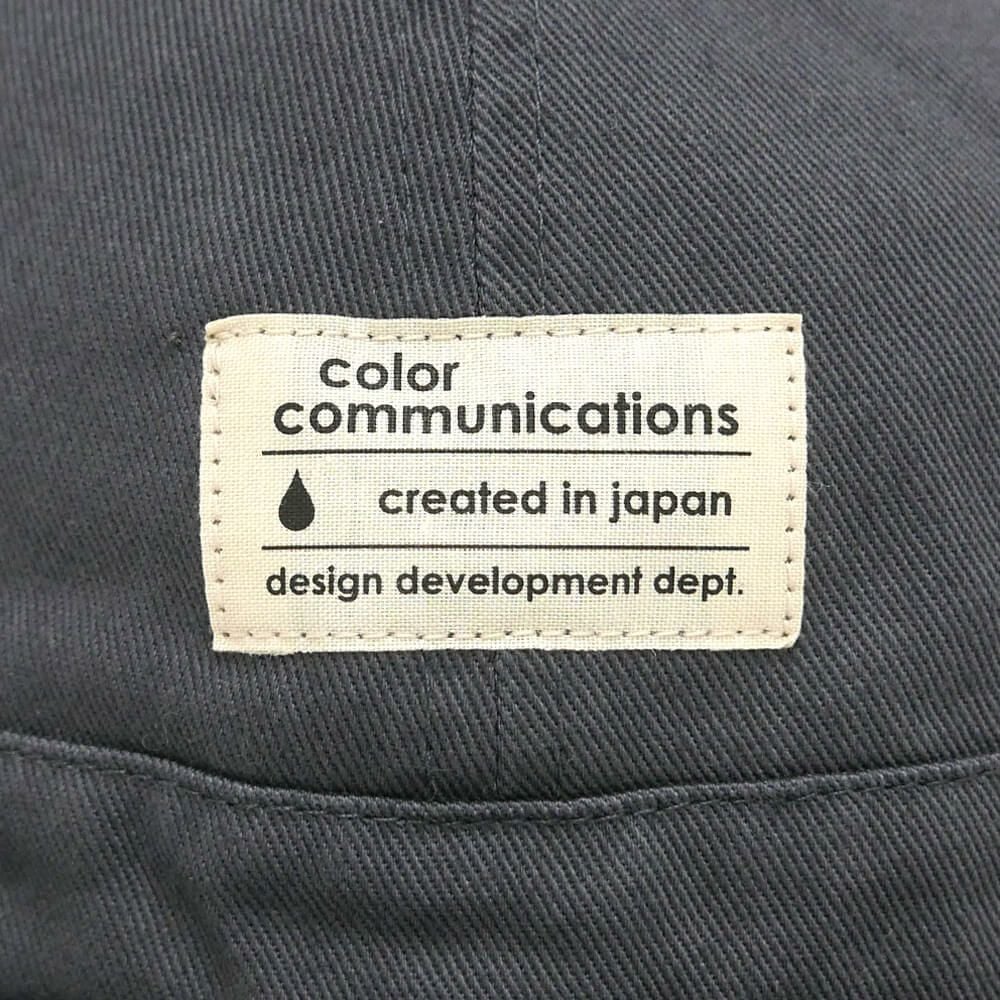 color
communications
created in japan
design development dept.